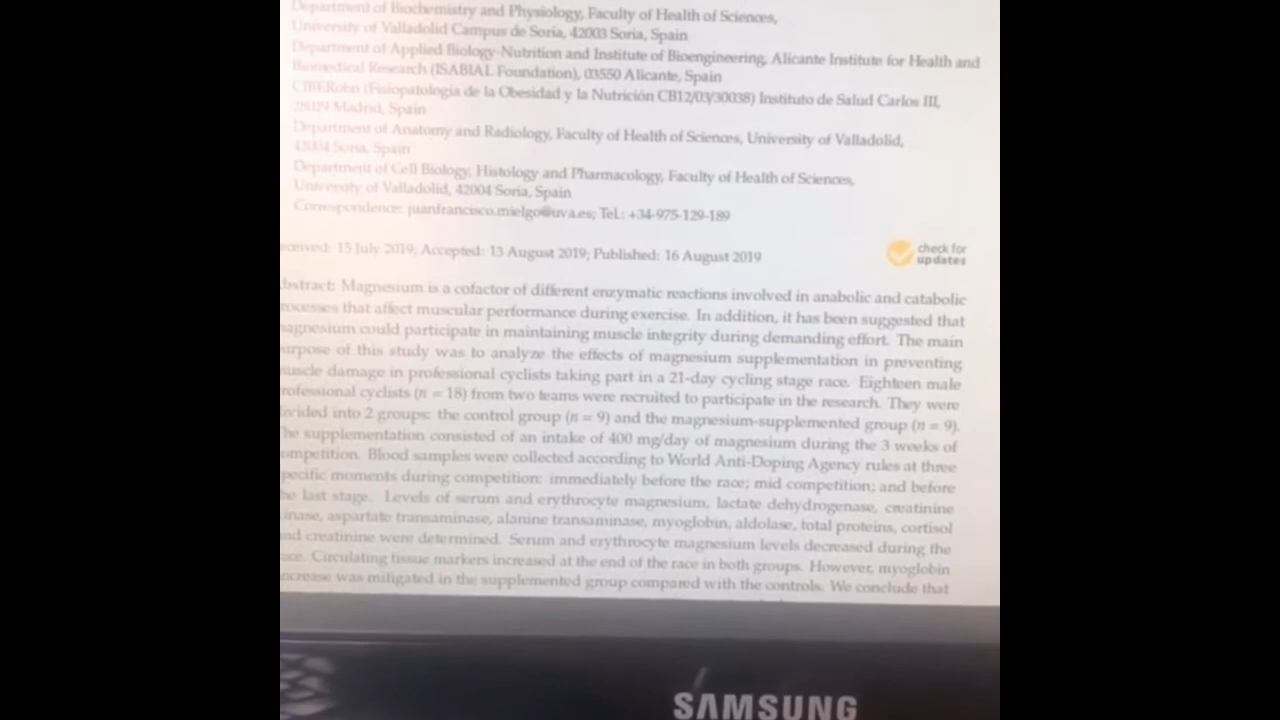 Department of Biochemistry and Physiology, Faculty of Health of Sciences,
University of Valladolid Campus de Soria, 42003 Soria, Spain
Department of Applied Biology-Nutrition and Institute of Bioengineering, Alicante Institute for Health and
Biomedical Research (ISABIAL Foundation), 03550 Alicante, Spain
CIBERobn (Fisiopatología de la Obesidad y la Nutrición CB12/03/30038) Instituto de Salud Carlos III,
28029 Madrid, Spain
Department of Anatomy and Radiology, Faculty of Health of Sciences, University of Valladolid,
42004 Soria, Spain
Department of Cell Biology, Histology and Pharmacology, Faculty of Health of Sciences,
University of Valladolid, 42004 Soria, Spain
Correspondence: juanfrancisco.mielgo@uva.es; Tel.: +34-975-129-189
ceived: 15 July 2019; Accepted: 13 August 2019; Published: 16 August 2019
check for
updates
bstract: Magnesium is a cofactor of different enzymatic reactions involved in anabolic and catabolic
rocesses that affect muscular performance during exercise. In addition, it has been suggested that
agnesium could participate in maintaining muscle integrity during demanding effort. The main
urpose of this study was to analyze the effects of magnesium supplementation in preventing
uscle damage in professional cyclists taking part in a 21-day cycling stage race. Eighteen male
rofessional cyclists (n = 18) from two teams were recruited to participate in the research. They were
ivided into 2 groups: the control group (n = 9) and the magnesium-supplemented group (n = 9).
he supplementation consisted of an intake of 400 mg/day of magnesium during the 3 weeks of
ompetition. Blood samples were collected according to World Anti-Doping Agency rules at three
pecific moments during competition: immediately before the race; mid competition; and before
he last stage. Levels of serum and erythrocyte magnesium, lactate dehydrogenase, creatinine
inase, aspartate transaminase, alanine transaminase, myoglobin, aldolase, total proteins, cortisol
nd creatinine were determined. Serum and erythrocyte magnesium levels decreased during the
ace. Circulating tissue markers increased at the end of the race in both groups. However, myoglobin
ncrease was mitigated in the supplemented group compared with the controls. We conclude that
SAMSUNG